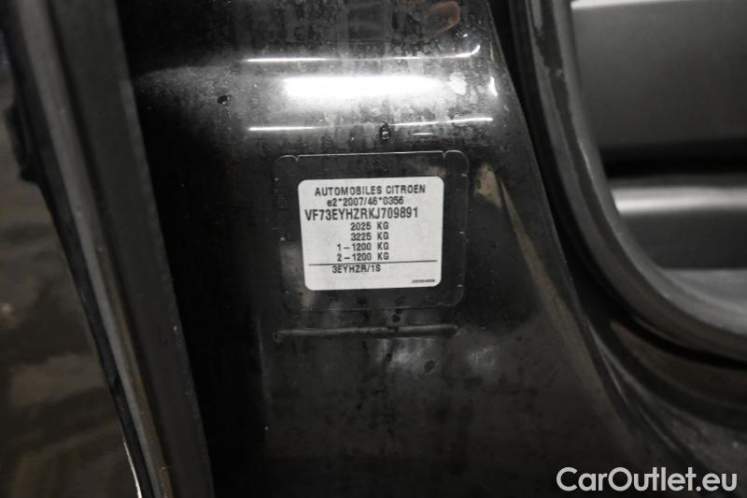 AUTOMOBILES CITROEN
e2*2007/46*0356
VF73EYHZRKJ709891
2025 KG
3225 KG
1-1200 KG
2-1200 KG
3EYHZR/1S
CarOutlet.eu